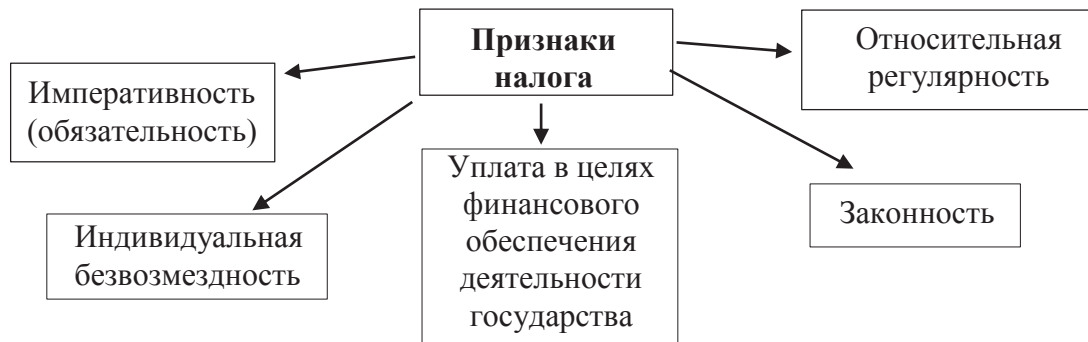 Признаки
налога
Относительная
регулярность
Императивность
(обязательность)
Уплата в целях
финансового
обеспечения
деятельности
государства
Законность
Индивидуальная
безвозмездность